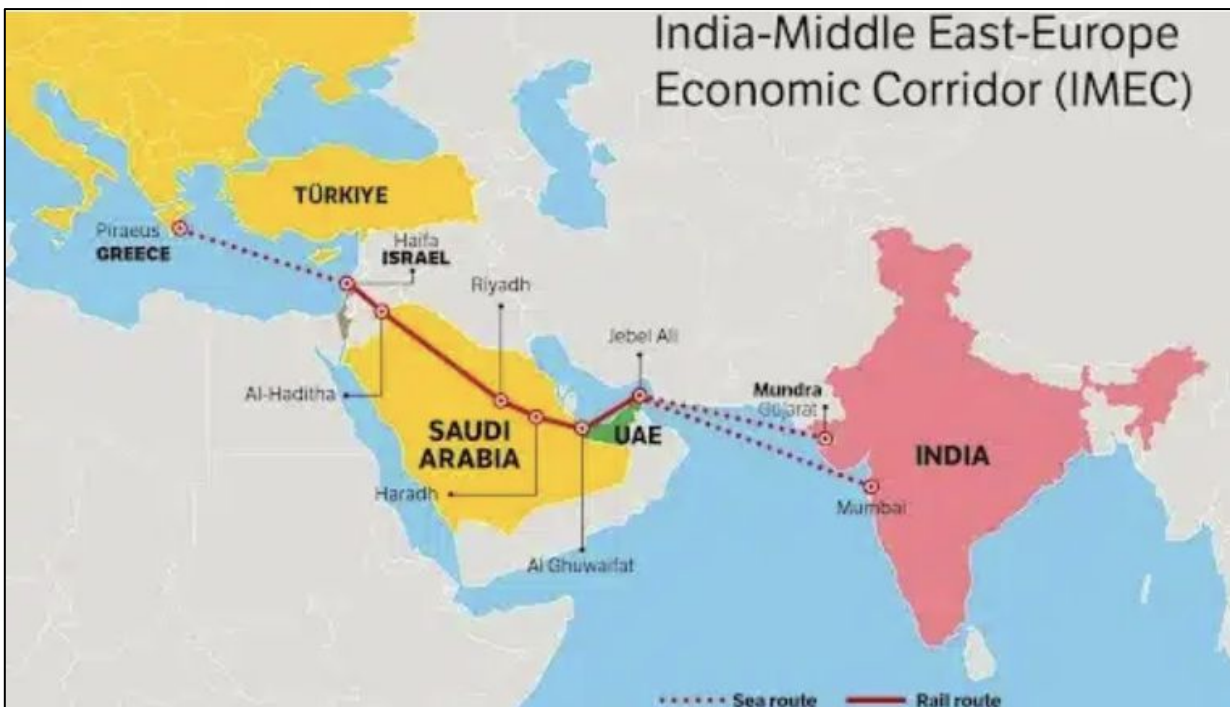 India-Middle East-Europe
Economic Corridor (IMEC)
TÜRKIYE
Piraeus
GREECE
Haifa
ISRAEL
Riyadh
Jebel Ali
Al-Haditha
Mundra
Gujarat
SAUDI
ARABIA
UAE
INDIA
Haradh
Mumbai
Al Ghuwaifat
Sea route
Rail route